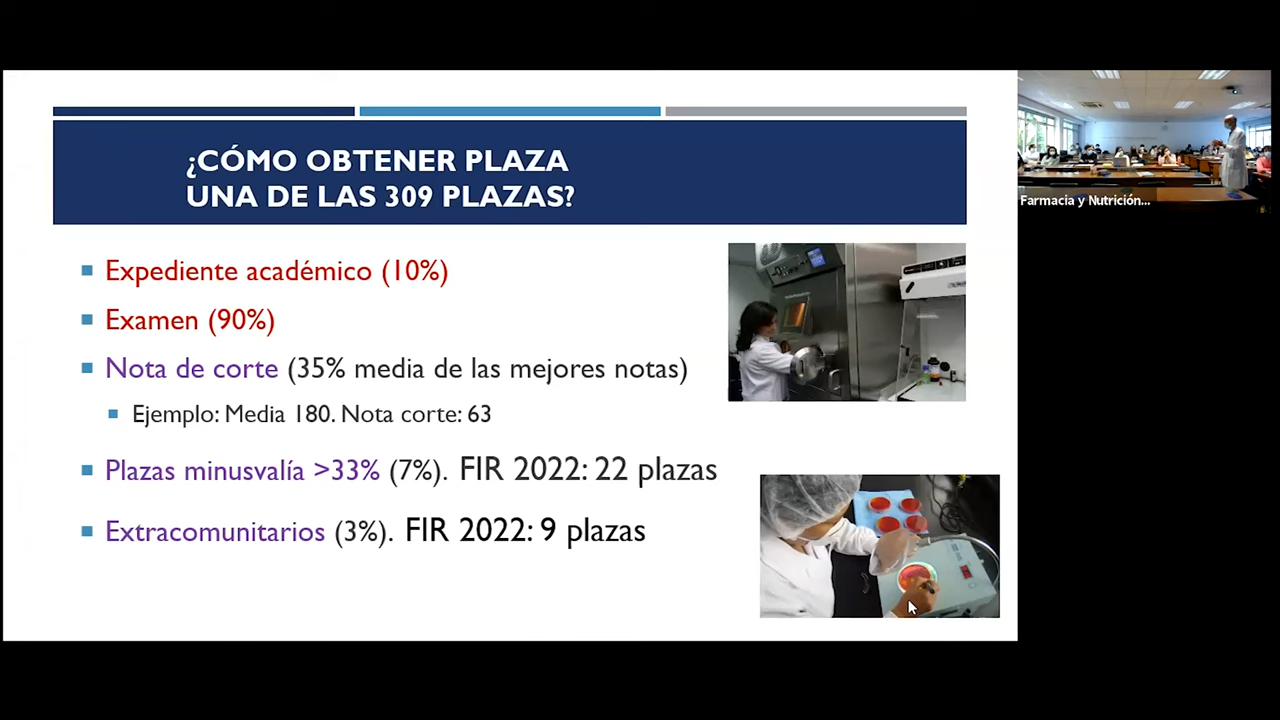 ¿CÓMO OBTENER PLAZA
UNA DE LAS 309 PLAZAS?
Expediente académico (10%)
Examen (90%)
Nota de corte (35% media de las mejores notas)
Ejemplo: Media 180. Nota corte: 63
Plazas minusvalía >33% (7%). FIR 2022: 22 plazas
Extracomunitarios (3%). FIR 2022: 9 plazas
Farmacia y Nutrición...